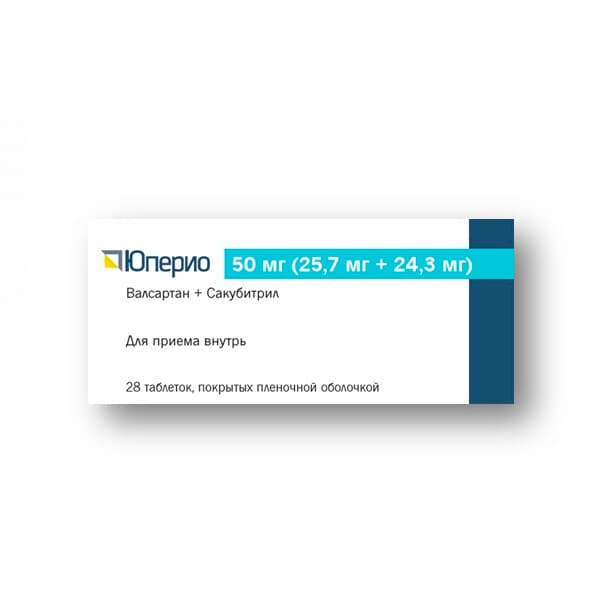 Юперио 50 мг (25,7 мг + 24,3 мг)
Валсартан + Сакубитрил
Для приема внутрь
28 таблеток, покрытых пленочной оболочкой